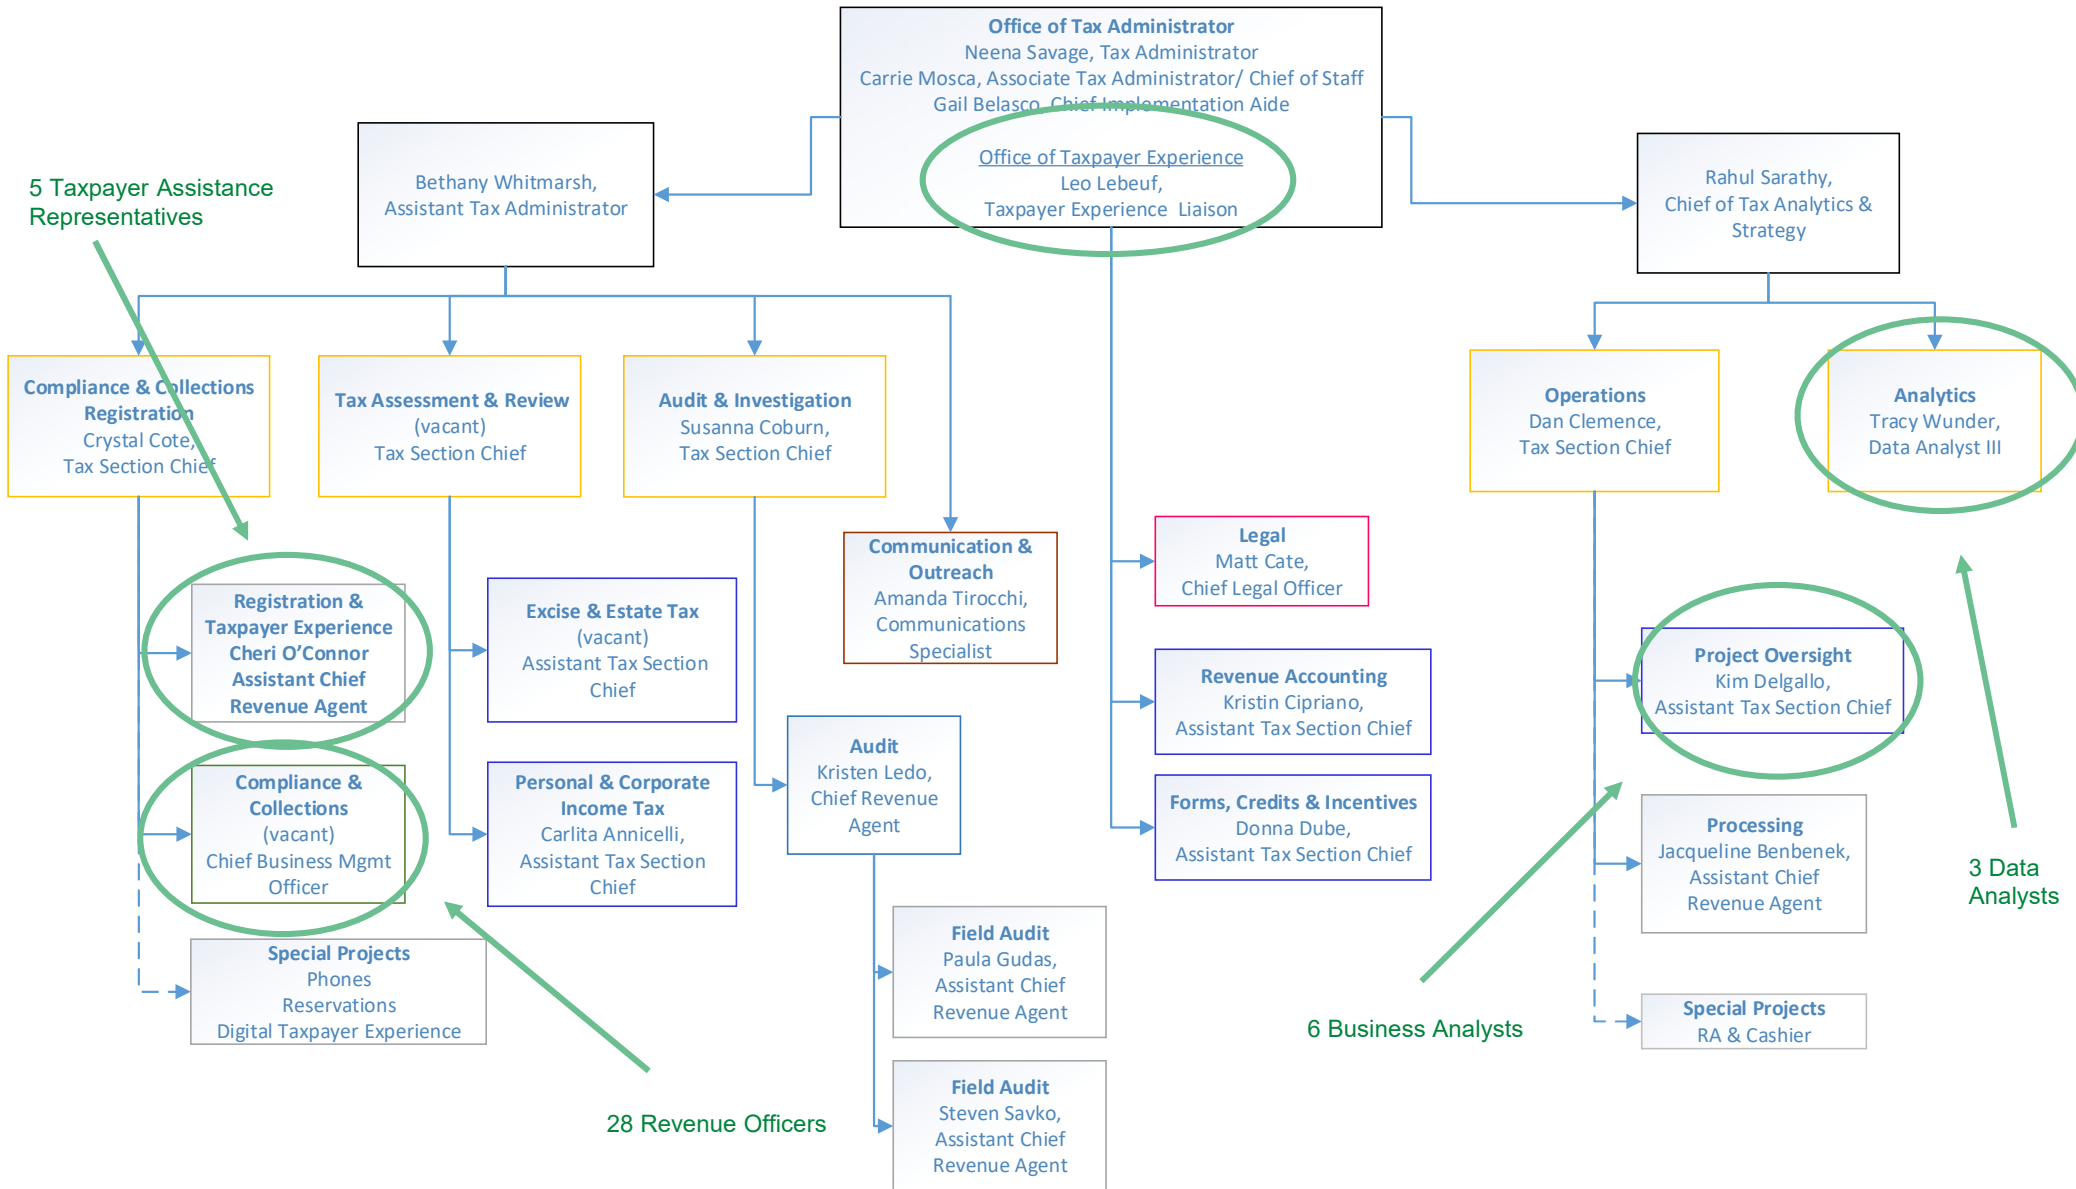 Office of Tax Administrator
Neena Savage, Tax Administrator
Carrie Mosca, Associate Tax Administrator/ Chief of Staff
Gail Belasco, Chief Implementation Aide
Office of Taxpayer Experience
Leo Lebeuf,
Taxpayer Experience Liaison
Bethany Whitmarsh,
Assistant Tax Administrator
Rahul Sarathy,
Chief of Tax Analytics &
Strategy
5 Taxpayer Assistance
Representatives
Compliance & Collections
Registration
Crystal Cote,
Tax Section Chief
Tax Assessment & Review
(vacant)
Tax Section Chief
Audit & Investigation
Susanna Coburn,
Tax Section Chief
Operations
Dan Clemence,
Tax Section Chief
Analytics
Tracy Wunder,
Data Analyst III
Communication &
Outreach
Amanda Tirocchi,
Communications
Specialist
Legal
Matt Cate,
Chief Legal Officer
Registration &
Taxpayer Experience
Cheri O’Connor
Assistant Chief
Revenue Agent
Excise & Estate Tax
(vacant)
Assistant Tax Section
Chief
Revenue Accounting
Kristin Cipriano,
Assistant Tax Section Chief
Project Oversight
Kim Delgallo,
Assistant Tax Section Chief
Compliance &
Collections
(vacant)
Chief Business Mgmt
Officer
Personal & Corporate
Income Tax
Carlita Annicelli,
Assistant Tax Section
Chief
Audit
Kristen Ledo,
Chief Revenue
Agent
Forms, Credits & Incentives
Donna Dube,
Assistant Tax Section Chief
Processing
Jacqueline Benbenek,
Assistant Chief
Revenue Agent
3 Data
Analysts
Special Projects
Phones
Reservations
Digital Taxpayer Experience
Field Audit
Paula Gudas,
Assistant Chief
Revenue Agent
6 Business Analysts
Special Projects
RA & Cashier
28 Revenue Officers
Field Audit
Steven Savko,
Assistant Chief
Revenue Agent